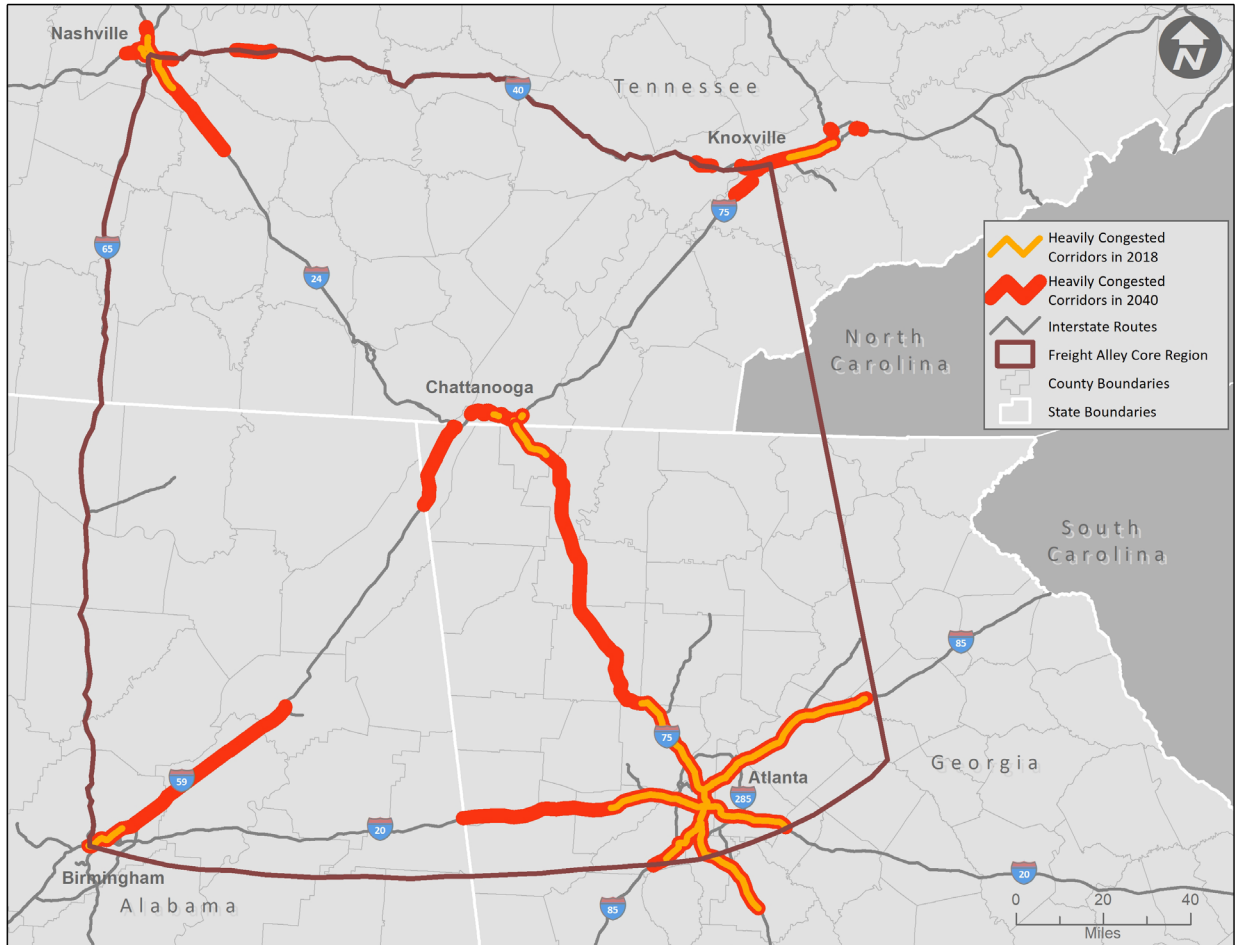 Nashville
N
Tennessee
40
Knoxville
75
65
24
Heavily Congested
Corridors in 2018
Heavily Congested
Corridors in 2040
Interstate Routes
Freight Alley Core Region
County Boundaries
State Boundaries
North
Carolina
Chattanooga
South
Carolina
85
75
Georgia
59
Atlanta
285
20
Birmingham
Alabama
85
20
0 20 40
Miles